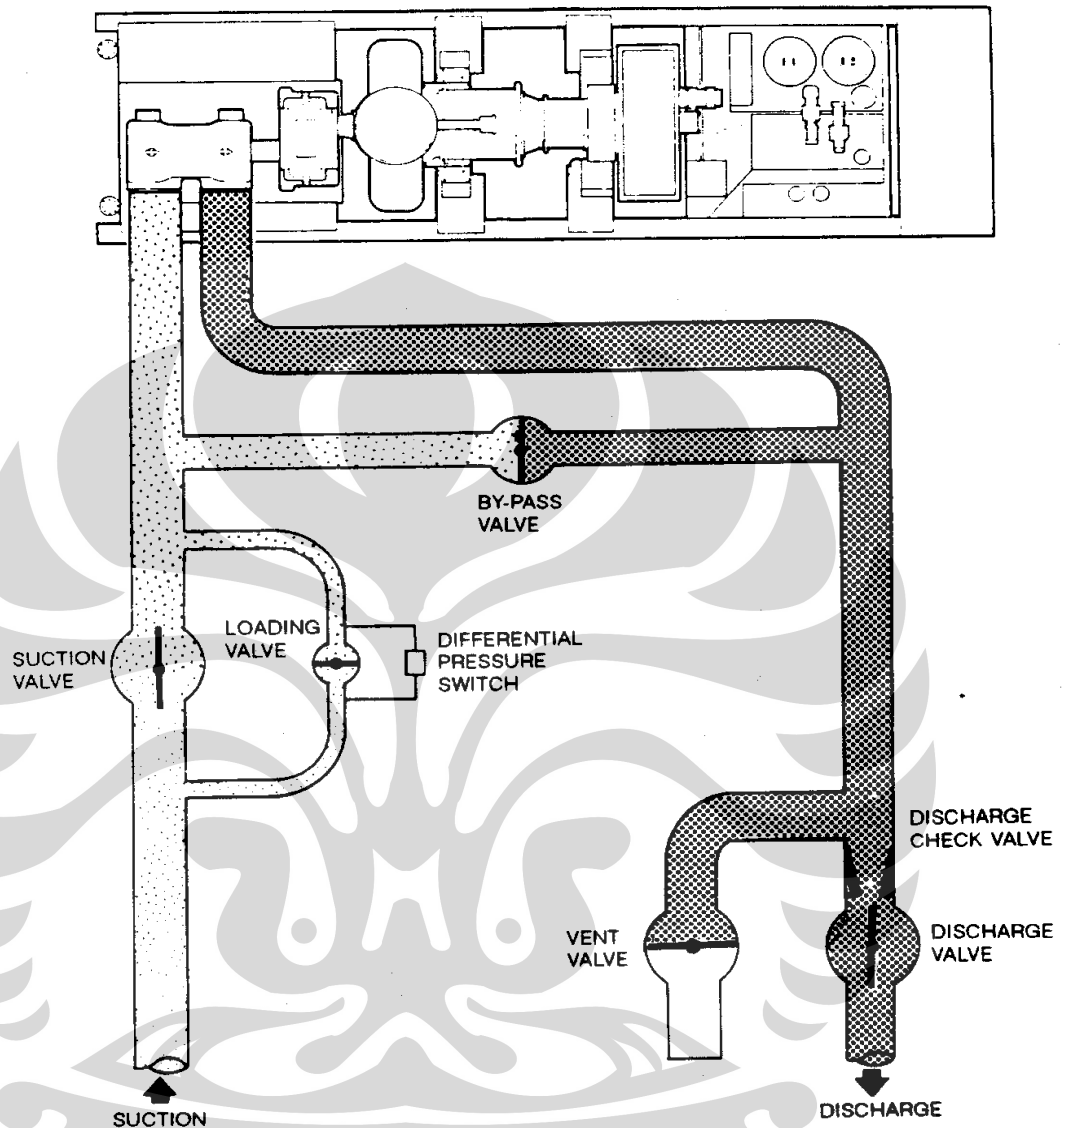 BY-PASS
VALVE
LOADING
VALVE
DIFFERENTIAL
PRESSURE
SWITCH
SUCTION
VALVE
DISCHARGE
CHECK VALVE
VENT
VALVE
DISCHARGE
VALVE
SUCTION
DISCHARGE